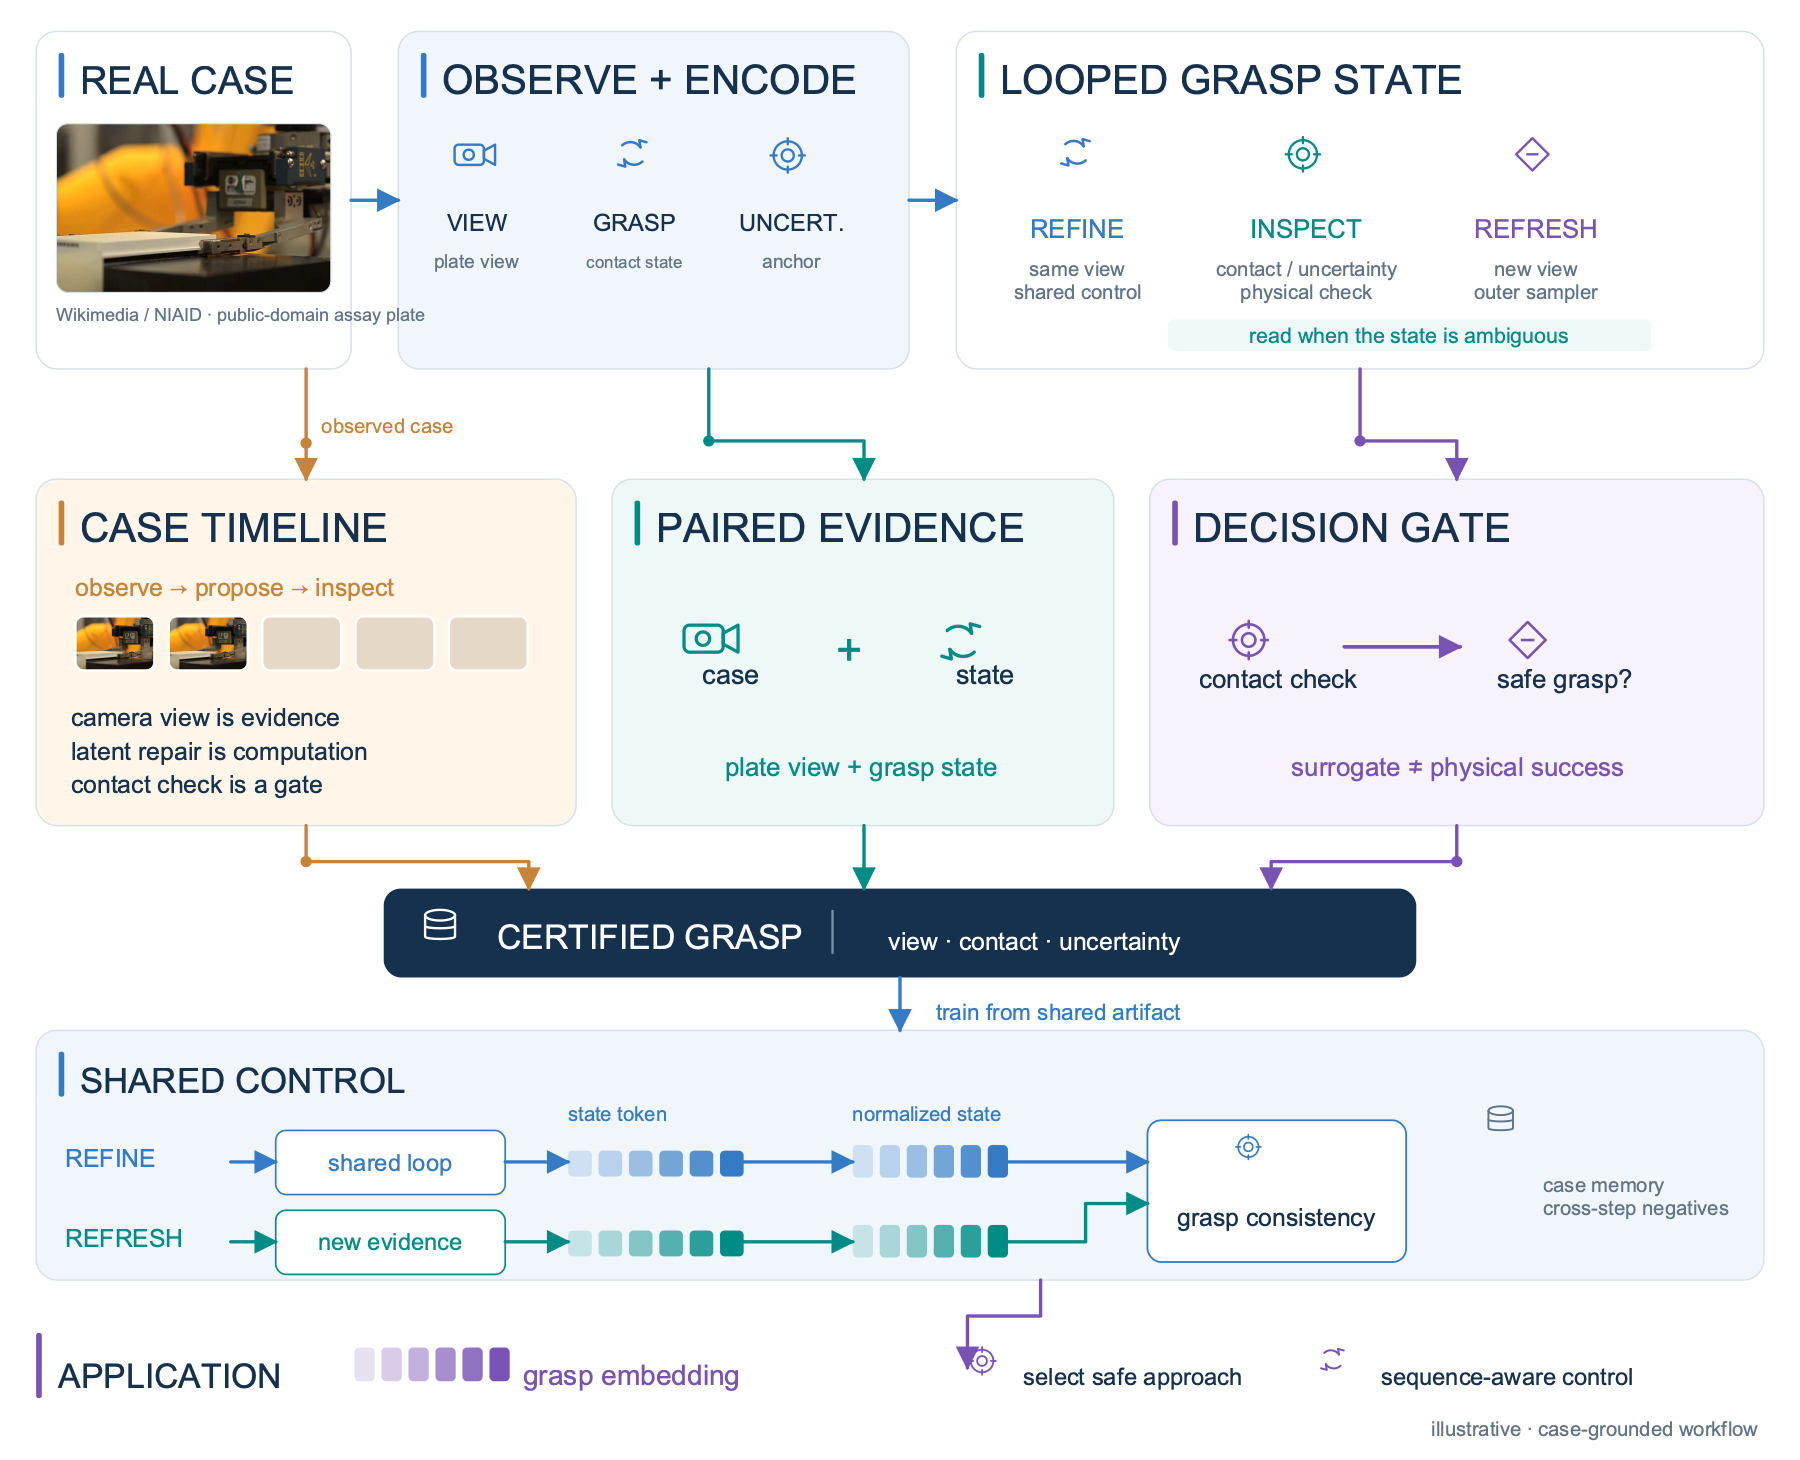 REAL CASE
Wikimedia / NIAID · public-domain assay plate
OBSERVE + ENCODE
VIEW
plate view
GRASP
contact state
UNCERT.
anchor
LOOPED GRASP STATE
REFINE
same view
shared control
INSPECT
contact / uncertainty
physical check
REFRESH
new view
outer sampler
read when the state is ambiguous
observed case
CASE TIMELINE
observe → propose → inspect
camera view is evidence
latent repair is computation
contact check is a gate
PAIRED EVIDENCE
case
+
state
plate view + grasp state
DECISION GATE
contact check
safe grasp?
surrogate ≠ physical success
CERTIFIED GRASP
view · contact · uncertainty
train from shared artifact
SHARED CONTROL
state token
normalized state
REFINE
shared loop
REFRESH
new evidence
grasp consistency
case memory
cross-step negatives
APPLICATION
grasp embedding
select safe approach
sequence-aware control
illustrative · case-grounded workflow